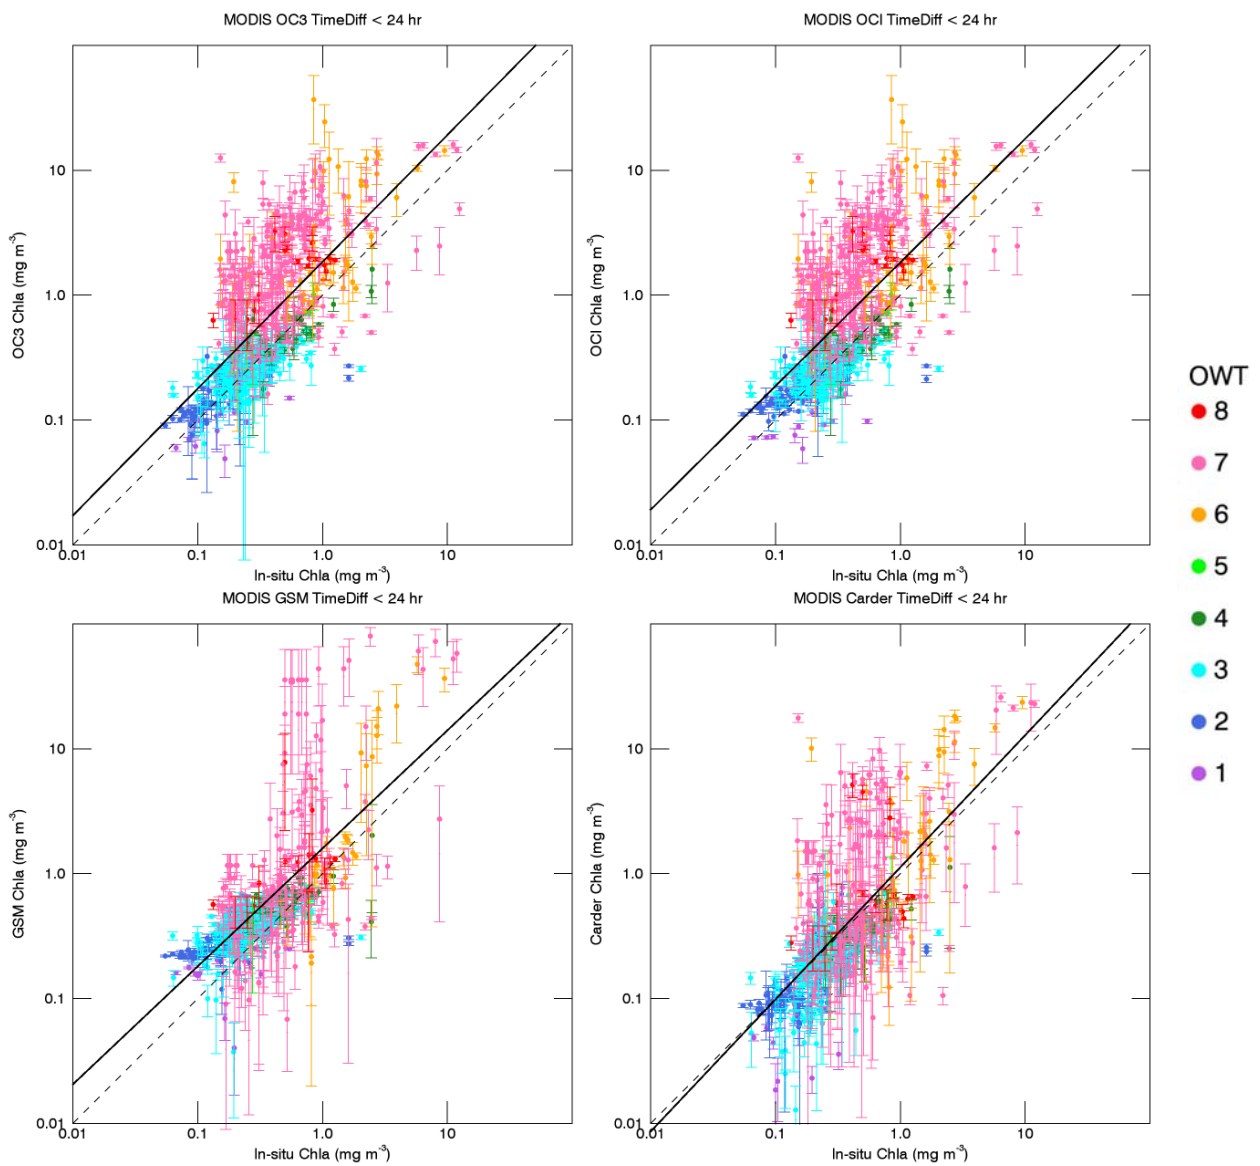 MODIS OC3 TimeDiff < 24 hr
OC3 Chla (mg m⁻³)
10
1.0
0.1
0.01
0.01 0.1 1.0 10
In-situ Chla (mg m⁻³)
MODIS OCI TimeDiff < 24 hr
OCI Chla (mg m⁻³)
10
1.0
0.1
0.01
0.01 0.1 1.0 10
In-situ Chla (mg m⁻³)
MODIS GSM TimeDiff < 24 hr
GSM Chla (mg m⁻³)
10
1.0
0.1
0.01
0.01 0.1 1.0 10
In-situ Chla (mg m⁻³)
MODIS Carder TimeDiff < 24 hr
Carder Chla (mg m⁻³)
10
1.0
0.1
0.01
0.01 0.1 1.0 10
In-situ Chla (mg m⁻³)
OWT
8
7
6
5
4
3
2
1